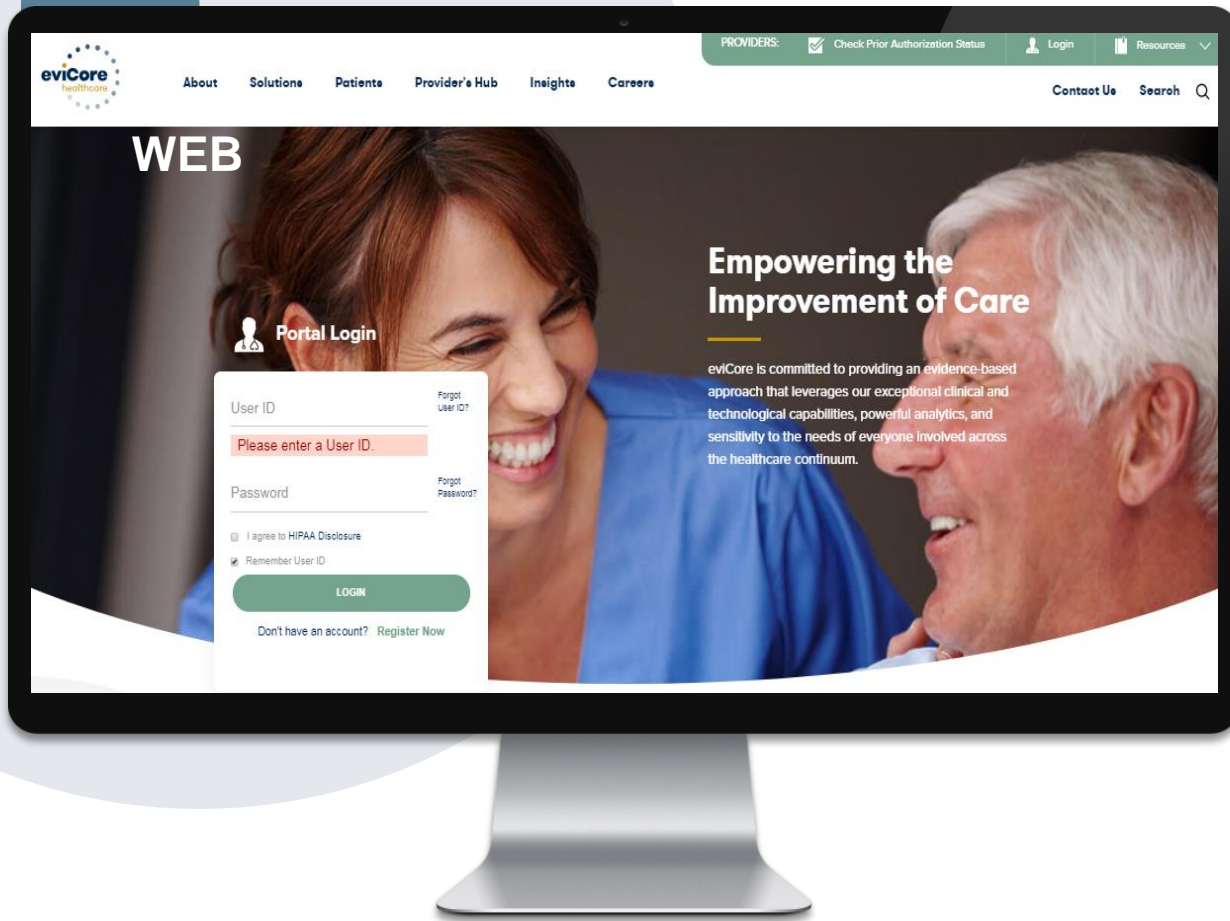 PROVIDERS: Check Prior Authorization Status Login Resources
eviCore
healthcare
About Solutions Patients Provider's Hub Insights Careers
Contact Us Search
WEB
Empowering the
Improvement of Care
eviCore is committed to providing an evidence-based
approach that leverages our exceptional clinical and
technological capabilities, powerful analytics, and
sensitivity to the needs of everyone involved across
the healthcare continuum.
Portal Login
User ID
Forgot
User ID?
Please enter a User ID.
Password
Forgot
Password?
I agree to HIPAA Disclosure
Remember User ID
LOGIN
Don't have an account? Register Now